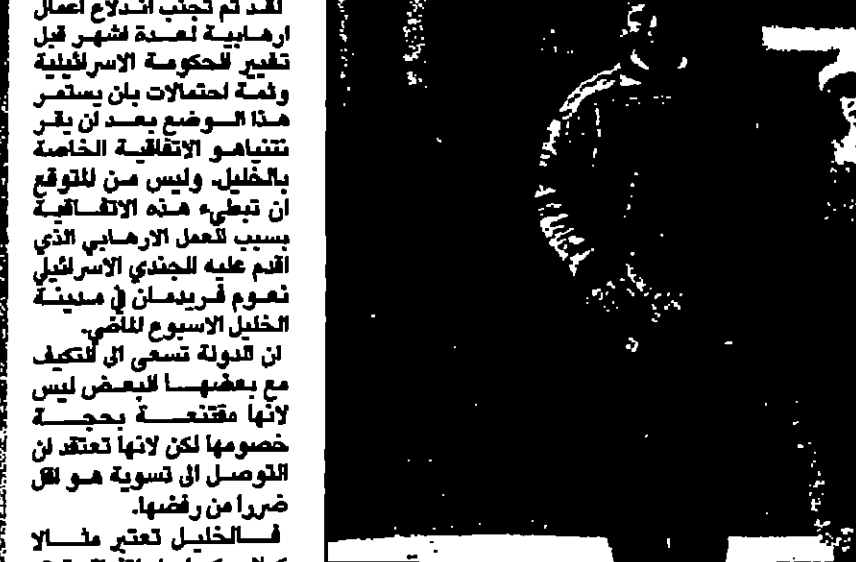 لقد تم تجنب اندلاع اعمال
ارهابية لعدة اشهر قبل
تغيير الحكومة الاسرائيلية
وثمة احتمالات بان يستمر
هذا الوضع بعد ان يقر
نتنياهو الاتفاقية الخاصة
بالخليل. وليس من المتوقع
ان تبطيء هذه الاتفاقية
بسبب العمل الارهابي الذي
اقدم عليه الجندي الاسرائيلي
نعوم فريدمان في مدينة
الخليل الاسبوع الماضي.
ان الدولة تسعى الى التكيف
مع بعضها البعض ليس
لانها مقتنعة بحجة
خصومها لكن لانها تعتقد ان
التوصل الى تسوية هو اقل
ضررا من رفضها.
فالخليل تعتبر مثالا